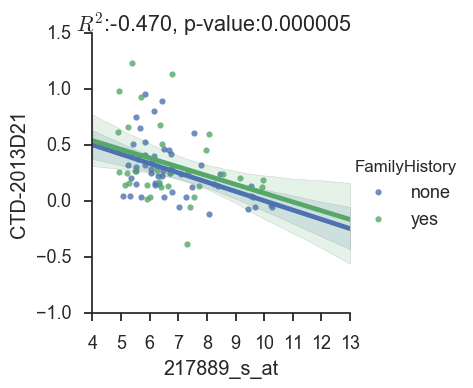 R²:-0.470, p-value:0.000005
1.5
1.0
0.5
0.0
−0.5
−1.0
CTD-2013D21
4 5 6 7 8 9 10 11 12 13
217889_s_at
FamilyHistory
none
yes